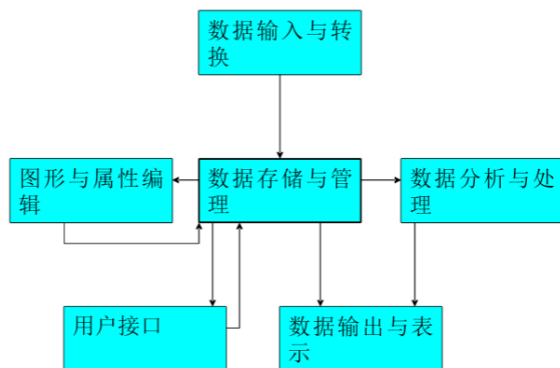 数据输入与转
换
图形与属性编
辑
数据存储与管
理
数据分析与处
理
用户接口
数据输出与表
示